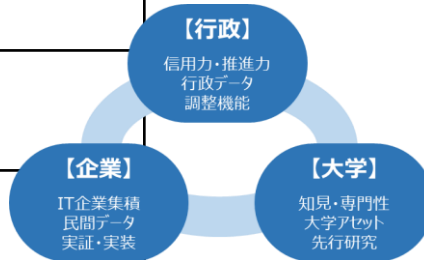 【行政】
信用力・推進力
行政データ
調整機能
【企業】
IT企業集積
民間データ
実証・実装
【大学】
知見・専門性
大学アセット
先行研究